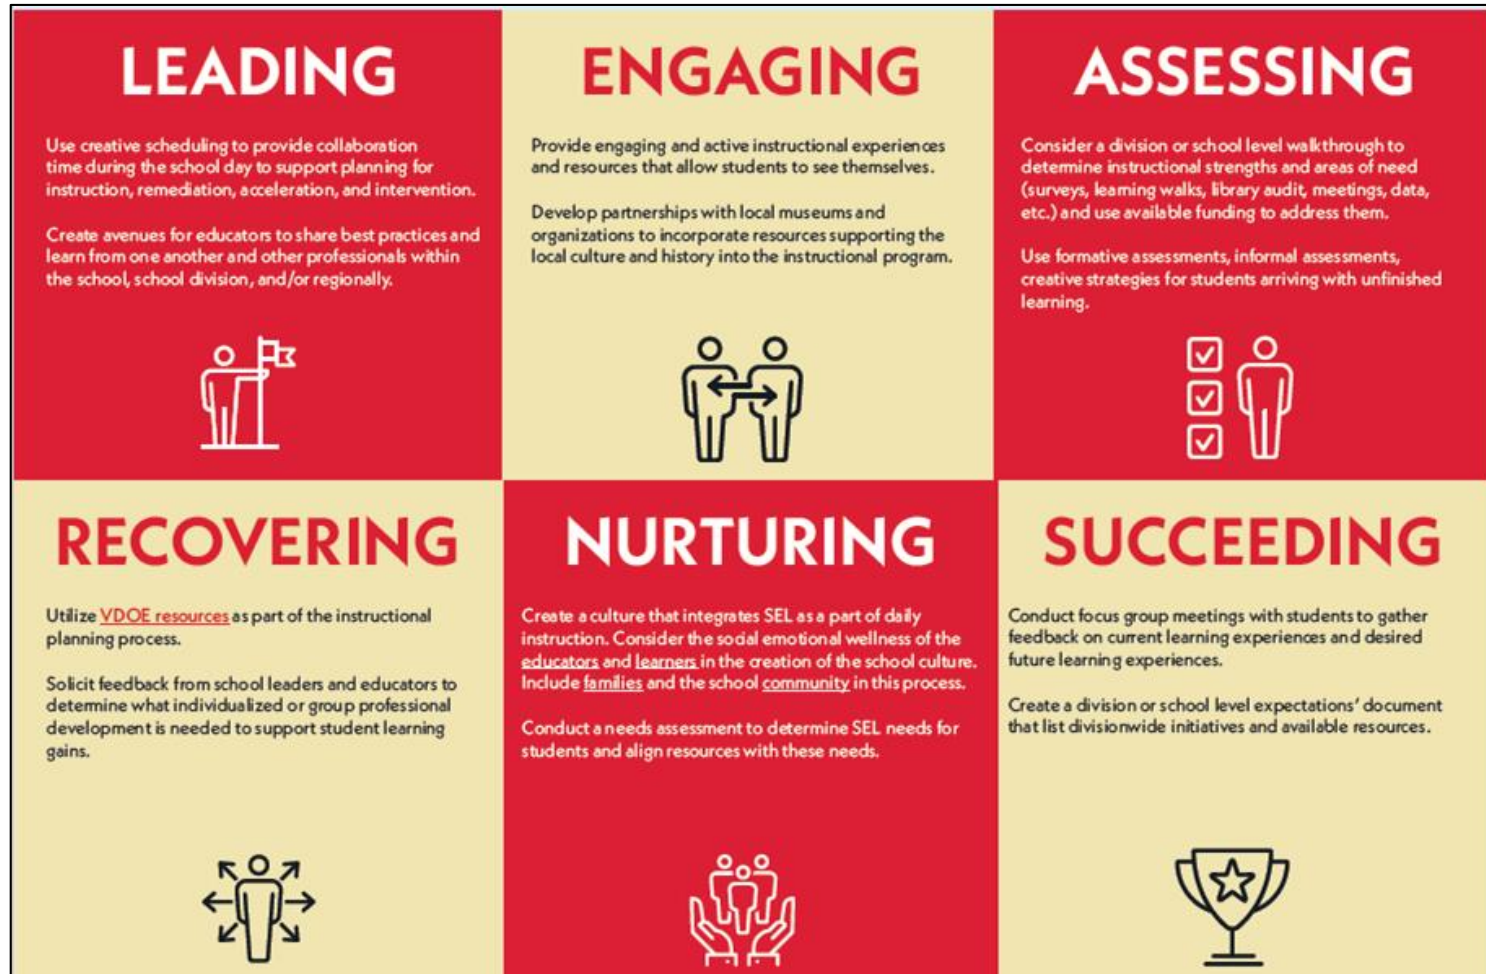 LEADING
Use creative scheduling to provide collaboration
time during the school day to support planning for
instruction, remediation, acceleration, and intervention.
Create avenues for educators to share best practices and
learn from one another and other professionals within
the school, school division, and/or regionally.
ENGAGING
Provide engaging and active instructional experiences
and resources that allow students to see themselves.
Develop partnerships with local museums and
organizations to incorporate resources supporting the
local culture and history into the instructional program.
ASSESSING
Consider a division or school level walkthrough to
determine instructional strengths and areas of need
(surveys, learning walks, library audit, meetings, data,
etc.) and use available funding to address them.
Use formative assessments, informal assessments,
creative strategies for students arriving with unfinished
learning.
RECOVERING
Utilize VDOE resources as part of the instructional
planning process.
Solicit feedback from school leaders and educators to
determine what individualized or group professional
development is needed to support student learning
gains.
NURTURING
Create a culture that integrates SEL as a part of daily
instruction. Consider the social emotional wellness of the
educators and learners in the creation of the school culture.
Include families and the school community in this process.
Conduct a needs assessment to determine SEL needs for
students and align resources with these needs.
SUCCEEDING
Conduct focus group meetings with students to gather
feedback on current learning experiences and desired
future learning experiences.
Create a division or school level expectations' document
that list divisionwide initiatives and available resources.